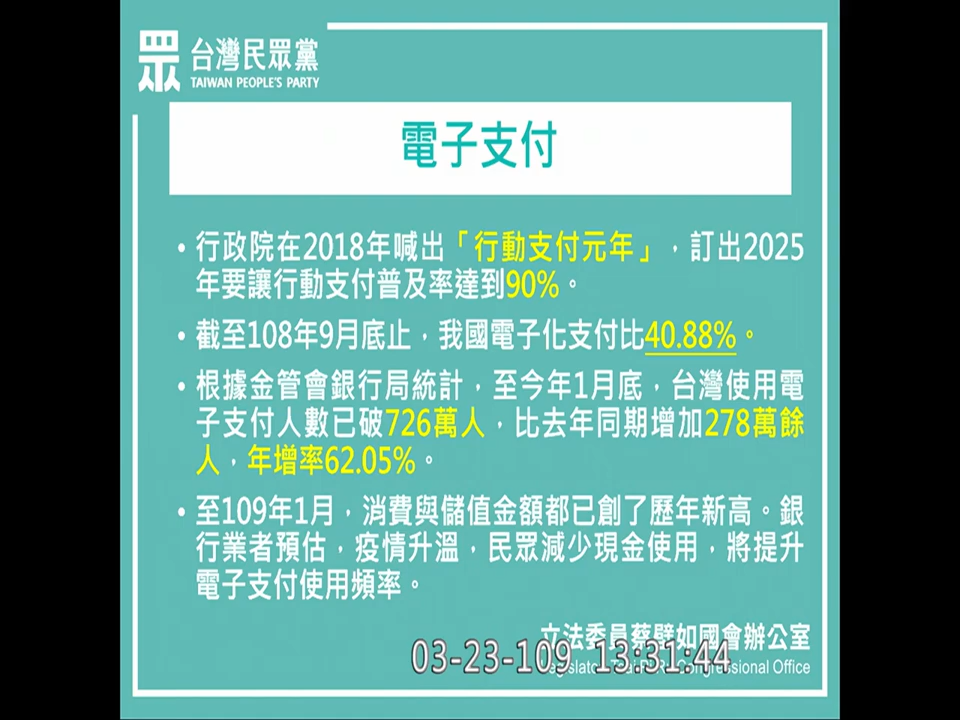 眾 台灣民眾黨
TAIWAN PEOPLE'S PARTY
電子支付
• 行政院在2018年喊出「行動支付元年」，訂出2025
年要讓行動支付普及率達到90%。
• 截至108年9月底止，我國電子化支付比40.88%。
• 根據金管會銀行局統計，至今年1月底，台灣使用電
子支付人數已破726萬人，比去年同期增加278萬餘
人，年增率62.05%。
• 至109年1月，消費與儲值金額都已創了歷年新高。銀
行業者預估，疫情升溫，民眾減少現金使用，將提升
電子支付使用頻率。
立法委員蔡壁如國會辦公室
03-23-109 13:31:44
Congressional Office